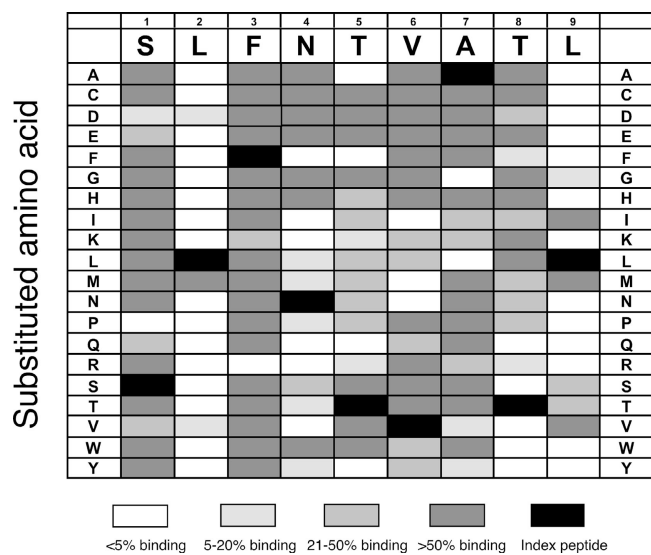 1 2 3 4 5 6 7 8 9
S L F N T V A T L
A A
C C
D D
E E
F F
G G
H H
I I
K K
L L
M M
N N
P P
Q Q
R R
S S
T T
V V
W W
Y Y
Substituted amino acid
<5% binding 5-20% binding 21-50% binding >50% binding Index peptide